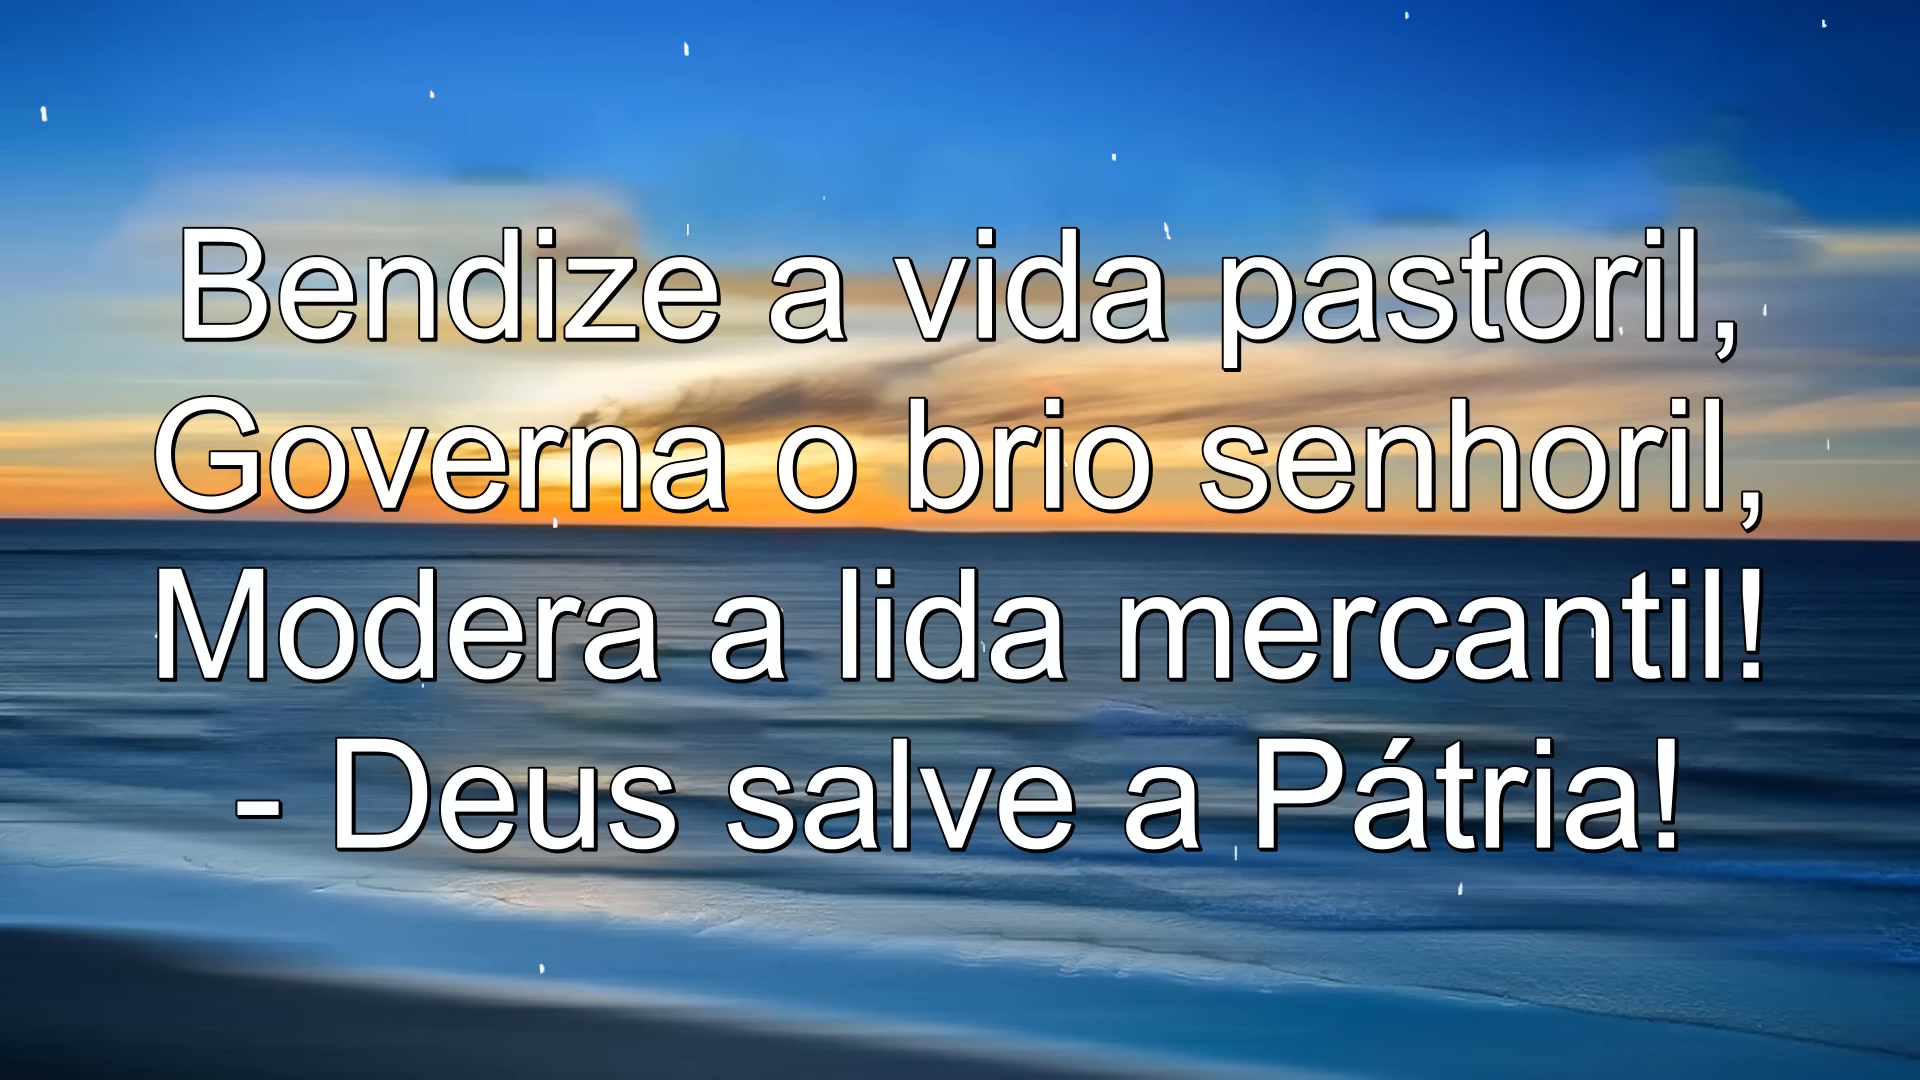 Bendize a vida pastoril,
Governa o brio senhoril,
Modera a lida mercantil!
- Deus salve a Pátria!